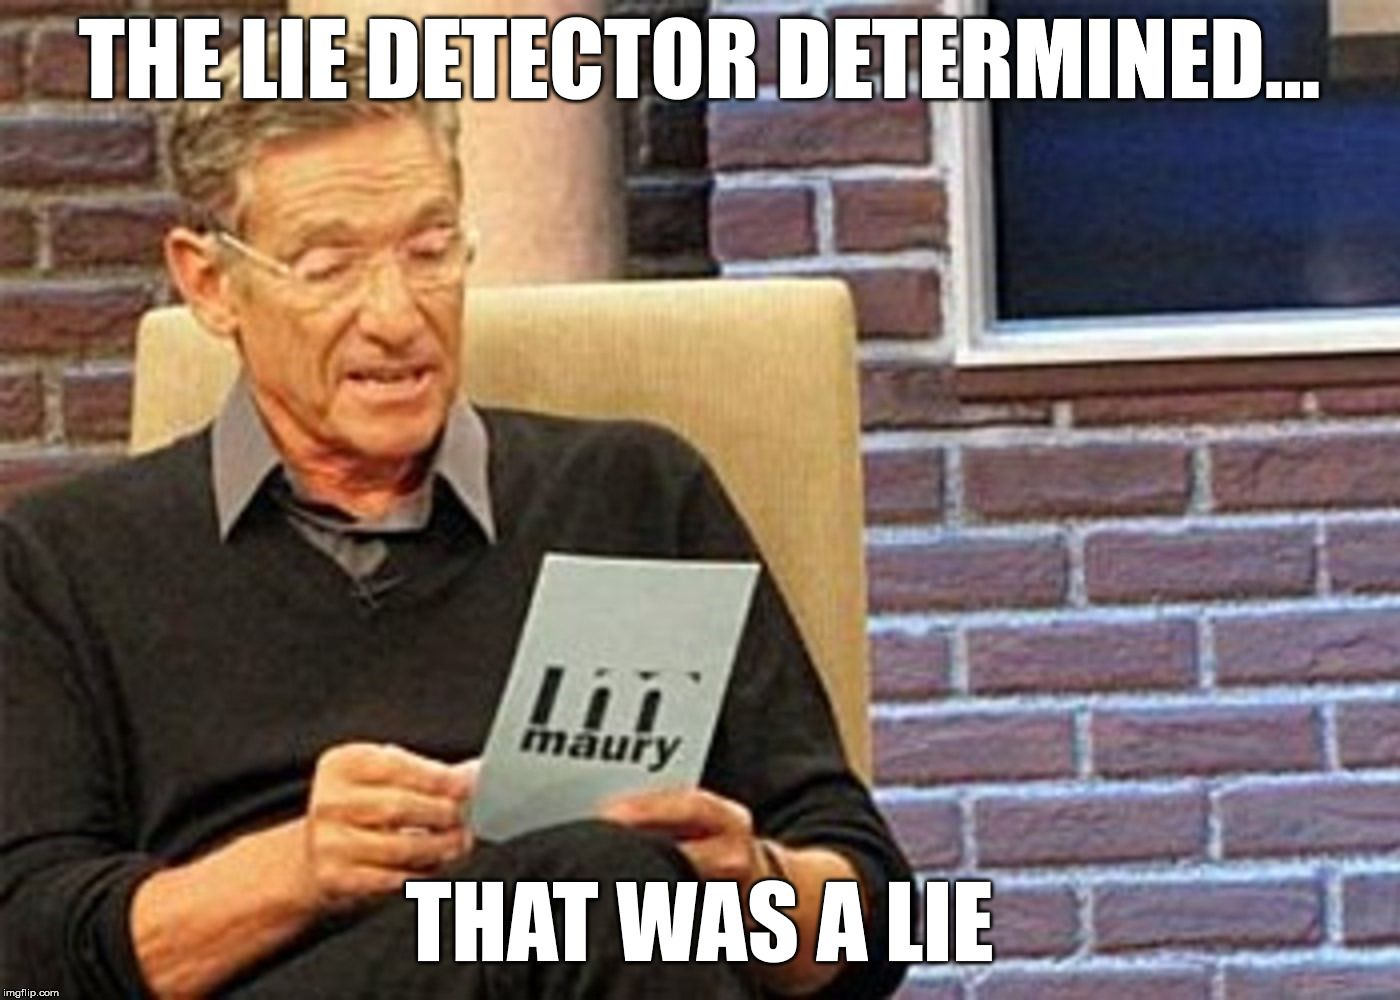 THE LIE DETECTOR DETERMINED...
maury
THAT WAS A LIE
imgflip.com